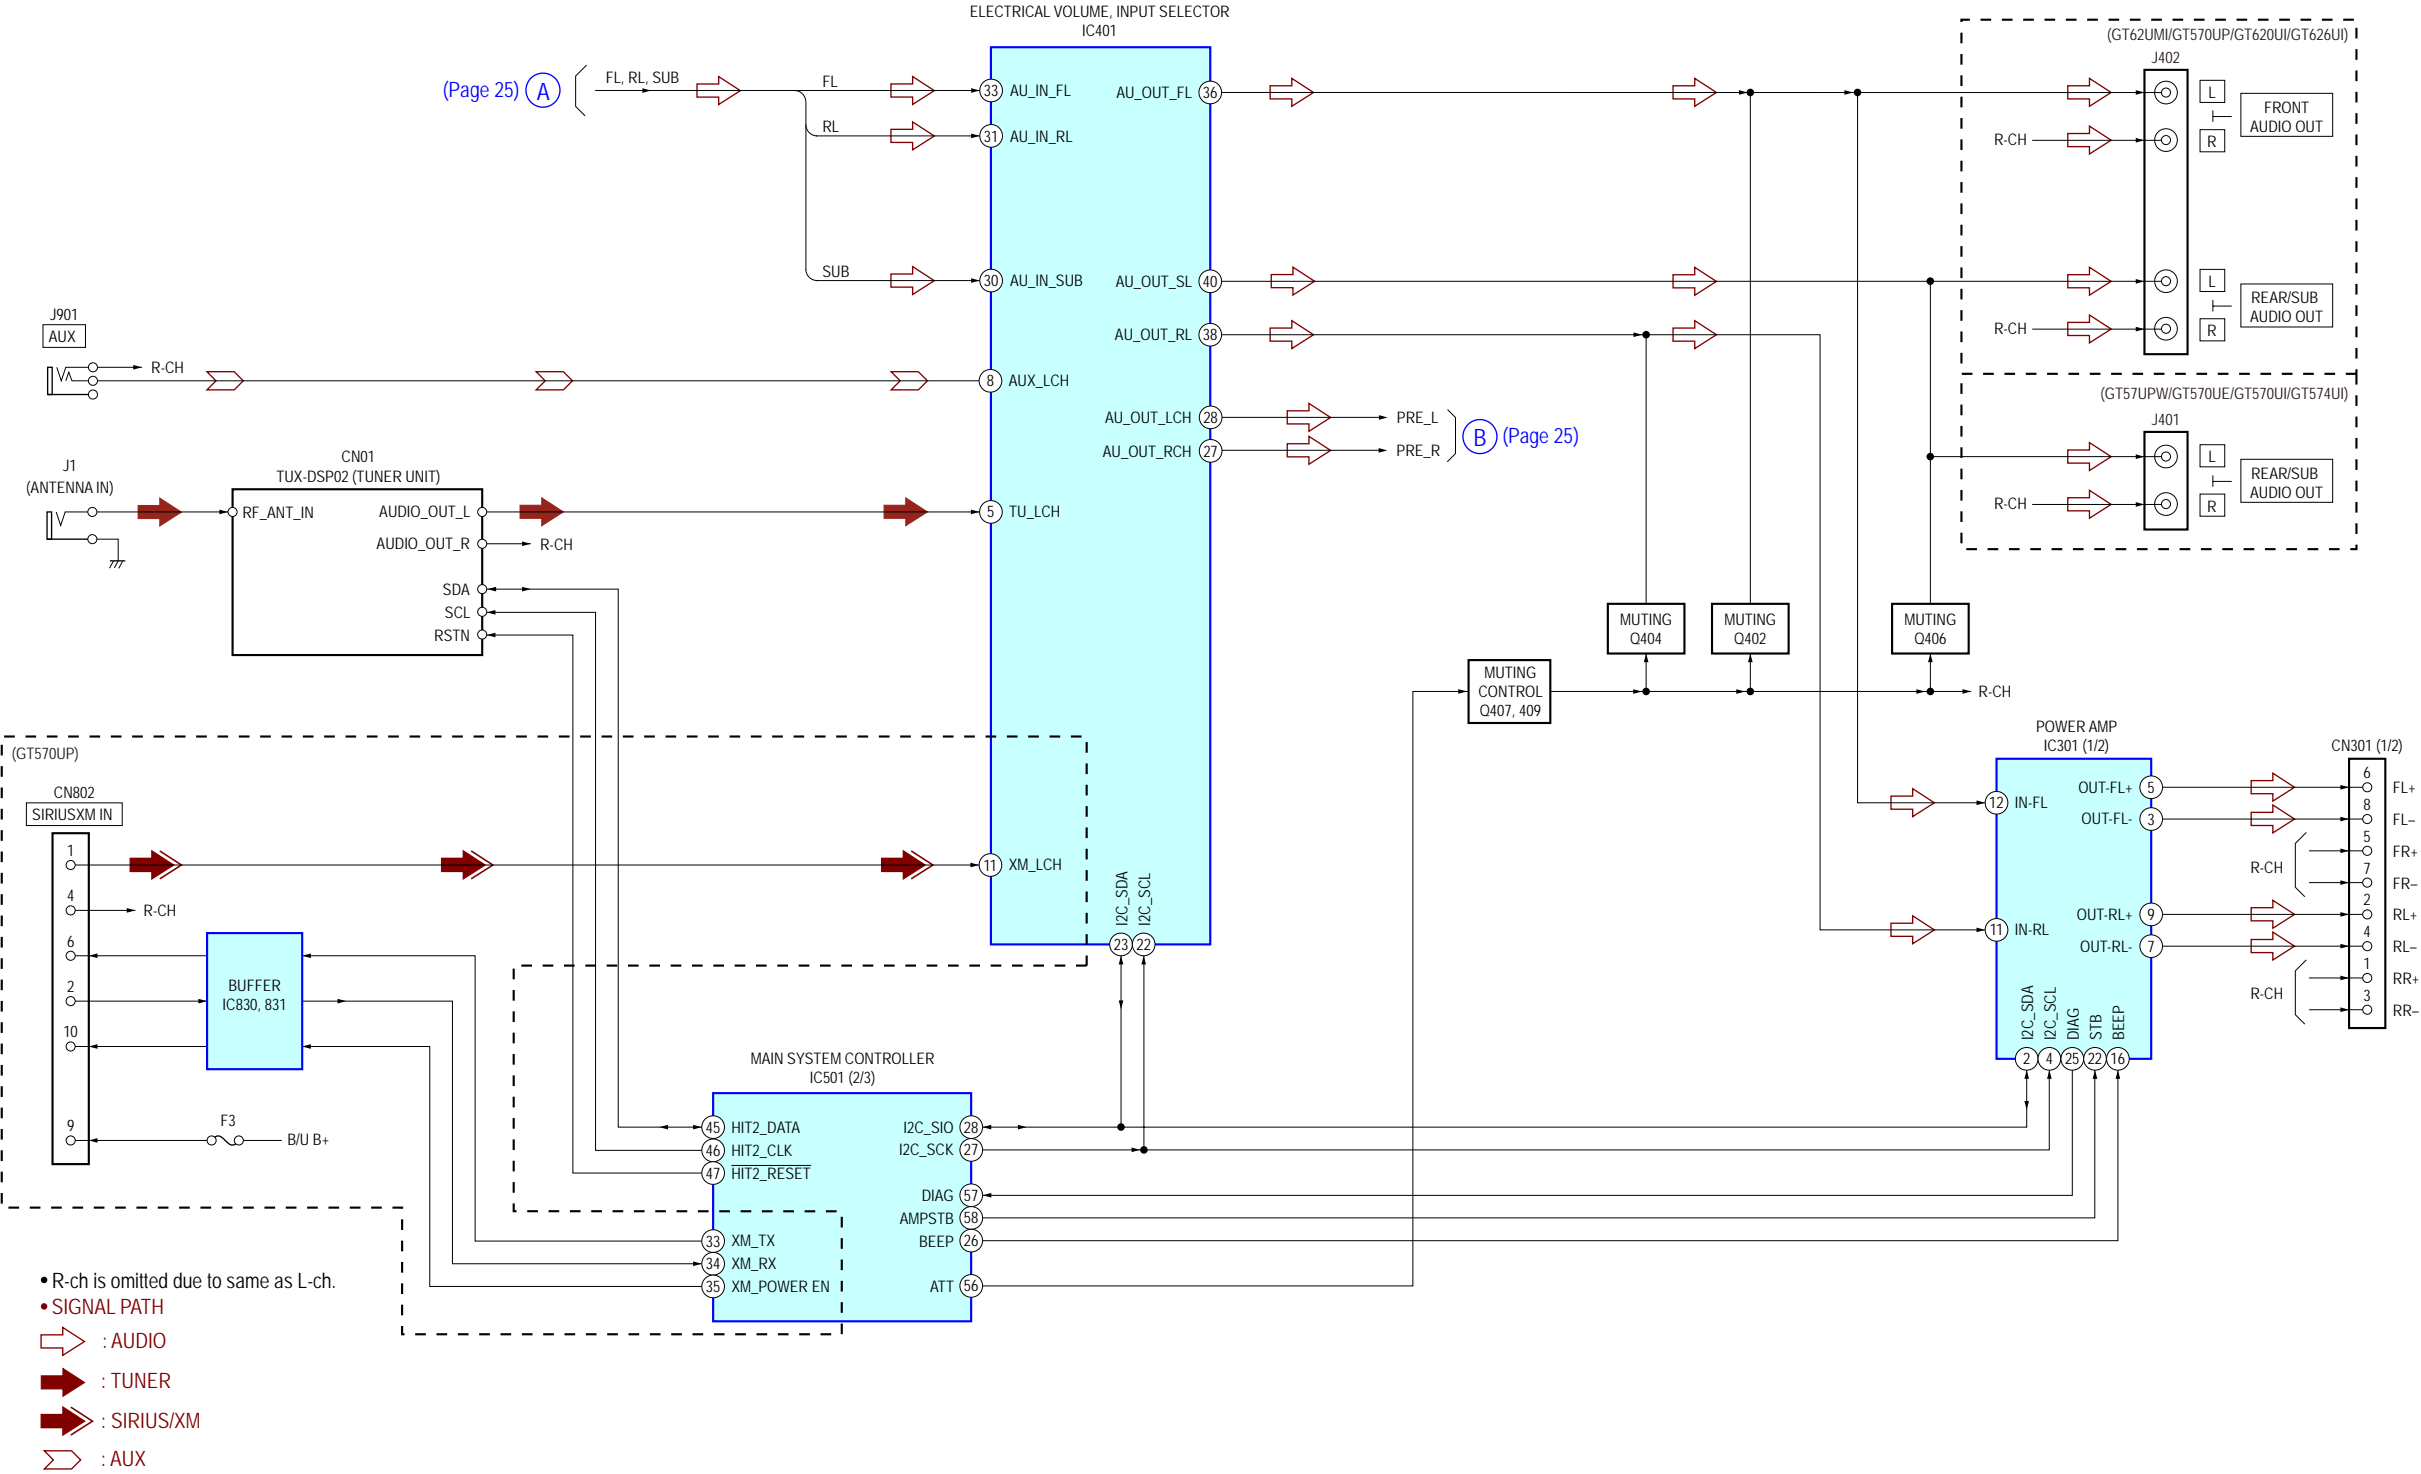 ELECTRICAL VOLUME, INPUT SELECTOR
IC401
(Page 25) A
FL, RL, SUB
FL
RL
SUB
33 AU_IN_FL
31 AU_IN_RL
30 AU_IN_SUB
8 AUX_LCH
5 TU_LCH
11 XM_LCH
AU_OUT_FL 36
AU_OUT_SL 40
AU_OUT_RL 38
AU_OUT_LCH 28
AU_OUT_RCH 27
I2C_SDA
I2C_SCL
23 22
PRE_L
PRE_R
B (Page 25)
J901
AUX
R-CH
J1
(ANTENNA IN)
CN01
TUX-DSP02 (TUNER UNIT)
RF_ANT_IN
AUDIO_OUT_L
AUDIO_OUT_R
R-CH
SDA
SCL
RSTN
(GT62UMI/GT570UP/GT620UI/GT626UI)
J402
L
FRONT
AUDIO OUT
R-CH
R
L
REAR/SUB
AUDIO OUT
R-CH
R
(GT57UPW/GT570UE/GT570UI/GT574UI)
J401
L
REAR/SUB
AUDIO OUT
R-CH
R
MUTING
Q404
MUTING
Q402
MUTING
Q406
MUTING
CONTROL
Q407, 409
R-CH
(GT570UP)
CN802
SIRIUSXM IN
1
4
R-CH
6
2
10
9
BUFFER
IC830, 831
F3
B/U B+
MAIN SYSTEM CONTROLLER
IC501 (2/3)
45 HIT2_DATA
46 HIT2_CLK
47 HIT2_RESET
33 XM_TX
34 XM_RX
35 XM_POWER EN
I2C_SIO 28
I2C_SCK 27
DIAG 57
AMPSTB 58
BEEP 26
ATT 56
POWER AMP
IC301 (1/2)
12 IN-FL
11 IN-RL
OUT-FL+ 5
OUT-FL- 3
OUT-RL+ 9
OUT-RL- 7
I2C_SDA
I2C_SCL
DIAG
STB
BEEP
2 4 25 22 16
CN301 (1/2)
6 FL+
8 FL–
5 FR+
R-CH
7 FR–
2 RL+
4 RL–
1 RR+
R-CH
3 RR–
• R-ch is omitted due to same as L-ch.
• SIGNAL PATH
: AUDIO
: TUNER
: SIRIUS/XM
: AUX